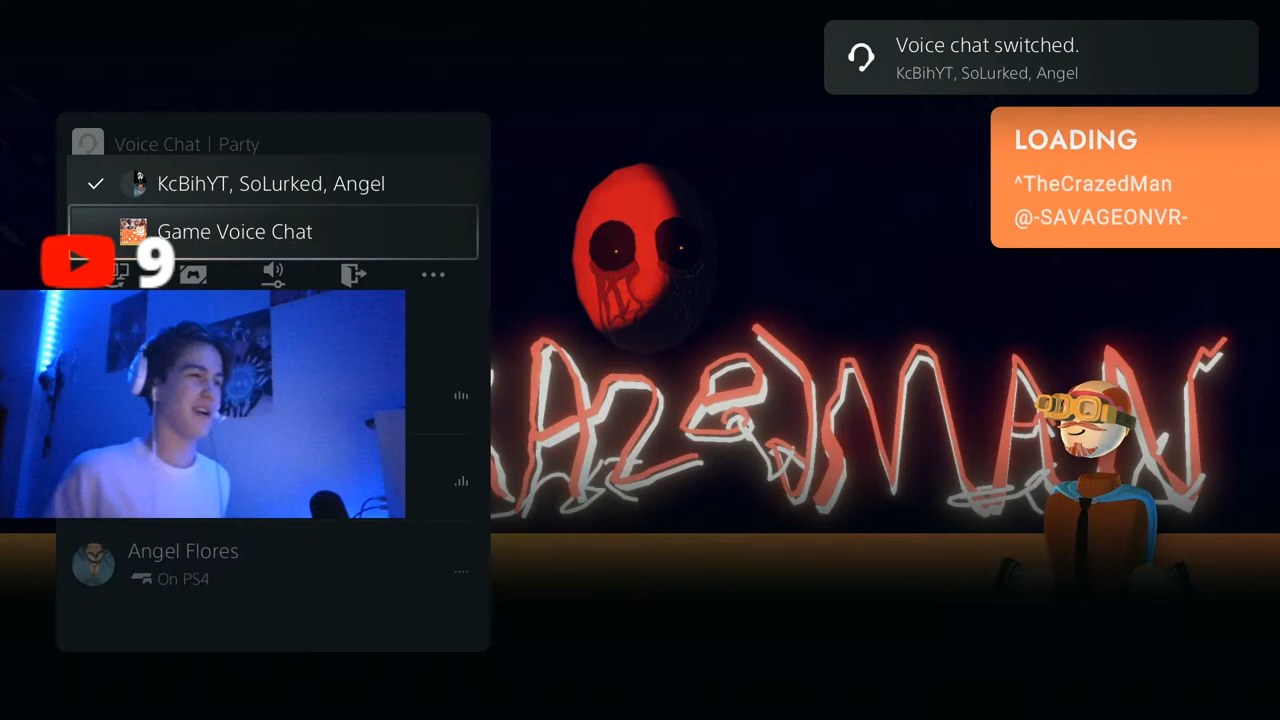 Voice chat switched.
KcBihYT, SoLurked, Angel
Voice Chat | Party
KcBihYT, SoLurked, Angel
Game Voice Chat
9
LOADING
^TheCrazedMan
@-SAVAGEONVR-
AzeDMAN
Angel Flores
On PS4